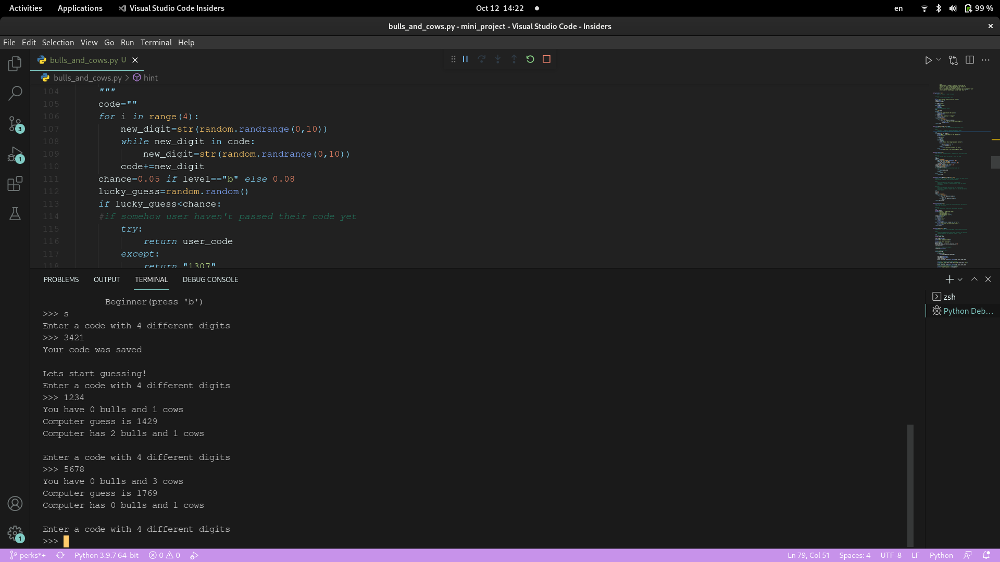 Activities Applications Visual Studio Code Insiders Oct 12 14:22 en 99 %
bulls_and_cows.py - mini_project - Visual Studio Code - Insiders
File Edit Selection View Go Run Terminal Help
bulls_and_cows.py U
bulls_and_cows.py > hint
104 """
105 code=""
106 for i in range(4):
107 new_digit=str(random.randrange(0,10))
108 while new_digit in code:
109 new_digit=str(random.randrange(0,10))
110 code+=new_digit
111 chance=0.05 if level=="b" else 0.08
112 lucky_guess=random.random()
113 if lucky_guess<chance:
114 #if somehow user haven't passed their code yet
115 try:
116 return user_code
117 except:
118 return "1307"
PROBLEMS OUTPUT TERMINAL DEBUG CONSOLE
zsh
Python Deb...
Beginner(press 'b')
>>> s
Enter a code with 4 different digits
>>> 3421
Your code was saved
Lets start guessing!
Enter a code with 4 different digits
>>> 1234
You have 0 bulls and 1 cows
Computer guess is 1429
Computer has 2 bulls and 1 cows
Enter a code with 4 different digits
>>> 5678
You have 0 bulls and 3 cows
Computer guess is 1769
Computer has 0 bulls and 1 cows
Enter a code with 4 different digits
>>>
3
1
1
perks*+ Python 3.9.7 64-bit 0 0 Ln 79, Col 51 Spaces: 4 UTF-8 LF Python